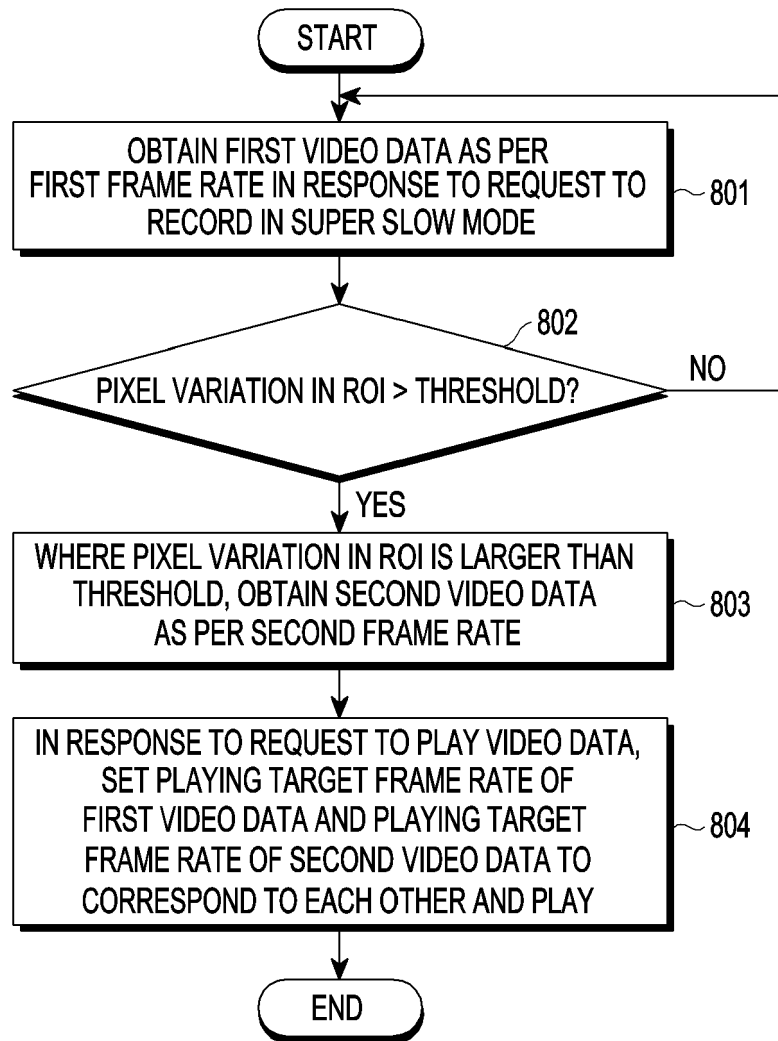 START
OBTAIN FIRST VIDEO DATA AS PER
FIRST FRAME RATE IN RESPONSE TO REQUEST TO
RECORD IN SUPER SLOW MODE
801
802
PIXEL VARIATION IN ROI > THRESHOLD?
NO
YES
WHERE PIXEL VARIATION IN ROI IS LARGER THAN
THRESHOLD, OBTAIN SECOND VIDEO DATA
AS PER SECOND FRAME RATE
803
IN RESPONSE TO REQUEST TO PLAY VIDEO DATA,
SET PLAYING TARGET FRAME RATE OF
FIRST VIDEO DATA AND PLAYING TARGET
FRAME RATE OF SECOND VIDEO DATA TO
CORRESPOND TO EACH OTHER AND PLAY
804
END